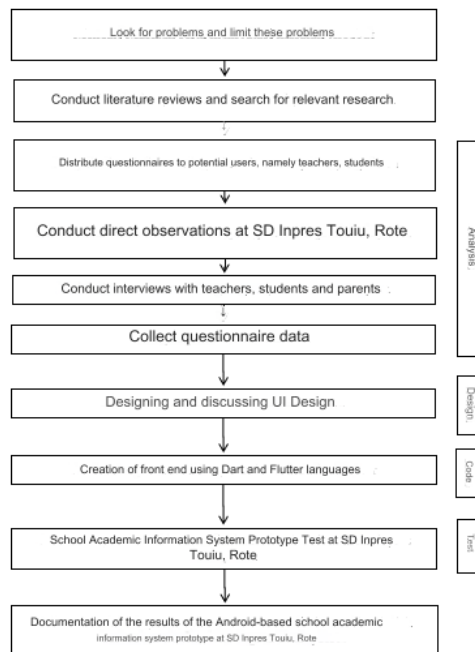 Look for problems and limit these problems
Conduct literature reviews and search for relevant research
Distribute questionnaires to potential users, namely teachers, students
Conduct direct observations at SD Inpres Touiu, Rote
Conduct interviews with teachers, students and parents
Collect questionnaire data
Designing and discussing UI Design
Creation of front end using Dart and Flutter languages
School Academic Information System Prototype Test at SD Inpres
Touiu, Rote
Documentation of the results of the Android-based school academic
information system prototype at SD Inpres Touiu, Rote
Analysis
Design
Code
Test